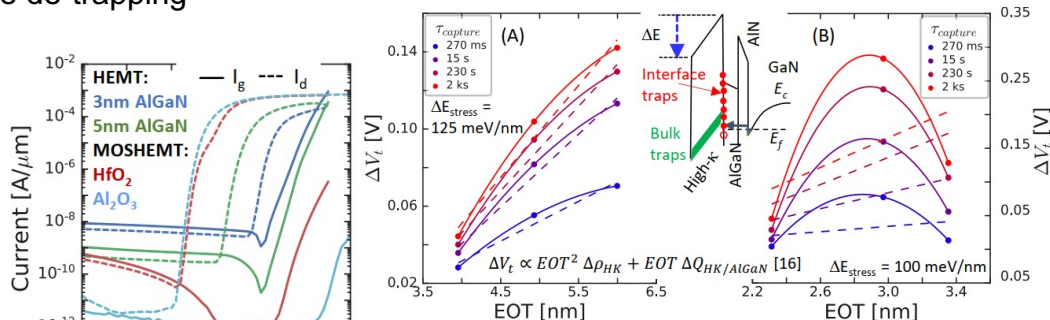 de-trapping
10⁻²
10⁻⁴
10⁻⁶
10⁻⁸
10⁻¹⁰
Current [A/μm]
HEMT:
I_g
I_d
3nm AlGaN
5nm AlGaN
MOSHEMT:
HfO₂
Al₂O₃
ΔV_t [V]
0.14
0.10
0.06
0.02
3.5
4.5
5.5
6.5
EOT [nm]
τ_capture
270 ms
15 s
230 s
2 ks
(A)
ΔE_stress =
125 meV/nm
ΔE
Interface
traps
Bulk
traps
High-κ
AlGaN
AlN
GaN
E_c
E_f
(B)
τ_capture
270 ms
15 s
230 s
2 ks
ΔV_t ∝ EOT² Δρ_HK + EOT ΔQ_HK/AlGaN [16]
ΔE_stress = 100 meV/nm
2.2
2.6
3.0
3.4
EOT [nm]
0.35
0.25
0.15
0.05
0.05
ΔV_t [V]